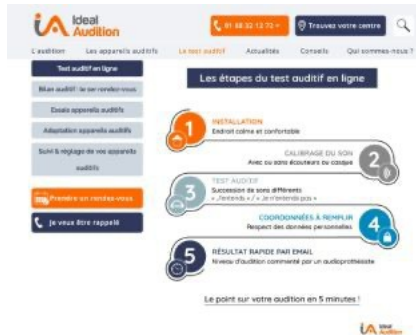 Ideal
Audition
01 88 32 13 73
Trouvez votre centre
L'audition Les appareils auditifs Le test auditif Actualités Conseils Qui sommes-nous ?
Test auditif en ligne
Bilan auditif : le 1er rendez-vous
Essais appareils auditifs
Adaptation appareils auditifs
Suivi & réglage de vos appareils
auditifs
Prendre un rendez-vous
Je veux être rappelé
Les étapes du test auditif en ligne
1
INSTALLATION
Endroit calme et confortable
CALIBRAGE DU SON
Avec ou sans écouteurs ou casque
2
3
TEST AUDITIF
Succession de sons différents
« J'entends » / « Je n'entends pas »
COORDONNÉES À REMPLIR
Respect des données personnelles
4
5
RÉSULTAT RAPIDE PAR EMAIL
Niveau d'audition commenté par un audioprothésiste
Le point sur votre audition en 5 minutes !
Ideal
Audition